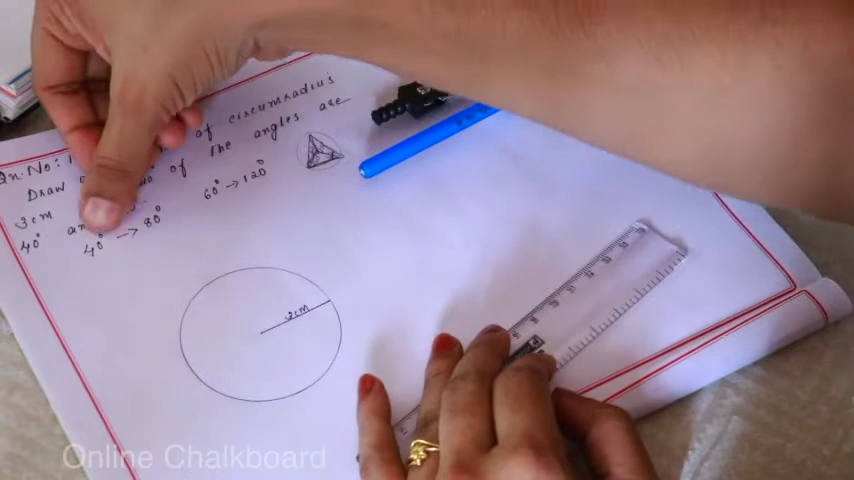 Qn.No: 1
Draw of circumradius
3cm of the angles are
40°
40° → 80° 60° → 120°
3cm
Online Chalkboard